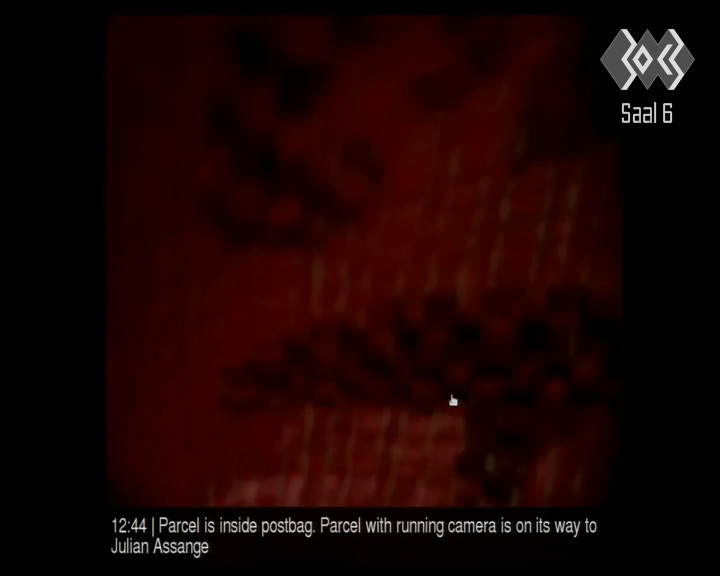 30C3
Saal 6
12:44 | Parcel is inside postbag. Parcel with running camera is on its way to
Julian Assange